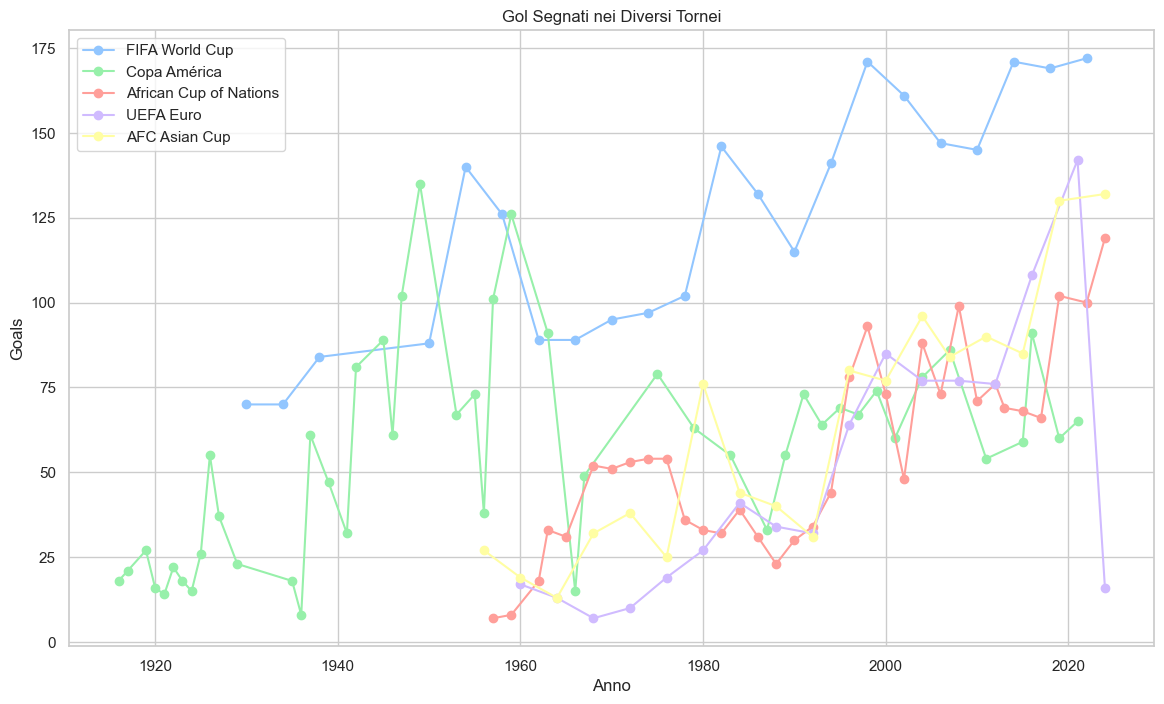 Gol Segnati nei Diversi Tornei
FIFA World Cup
Copa América
African Cup of Nations
UEFA Euro
AFC Asian Cup
Goals
175
150
125
100
75
50
25
0
1920
1940
1960
1980
2000
2020
Anno